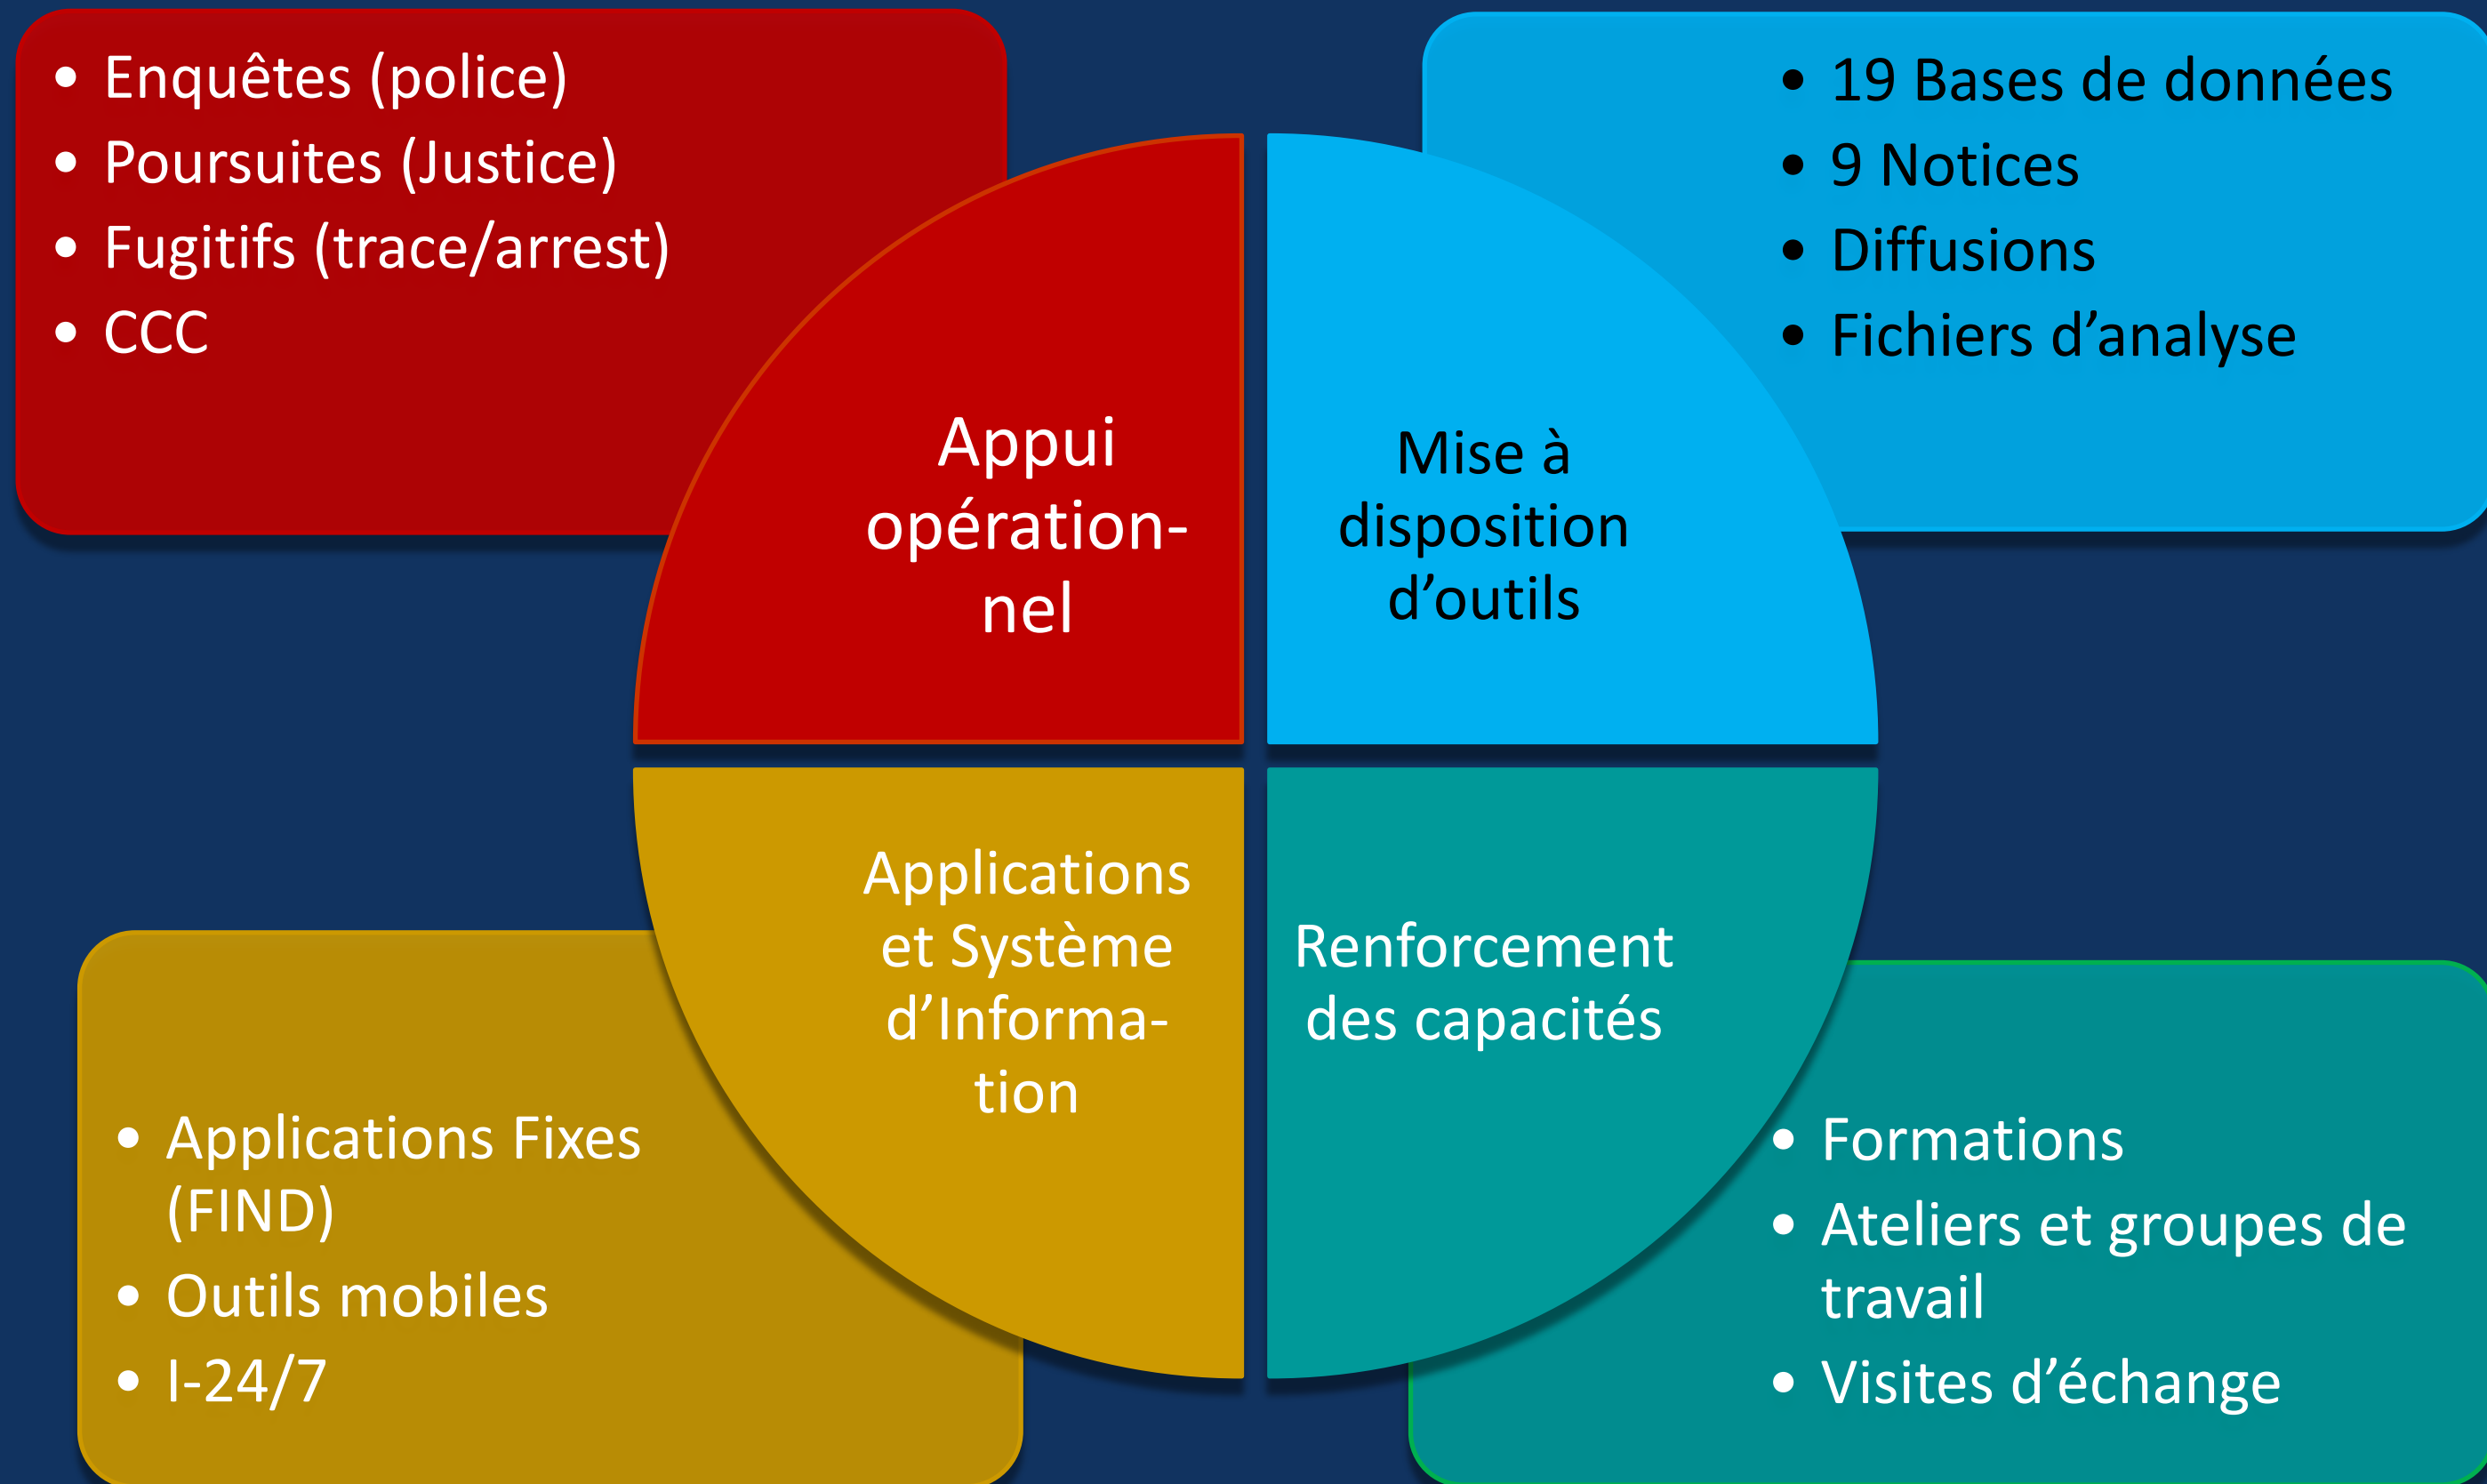 Enquêtes (police)
Poursuites (Justice)
Fugitifs (trace/arrest)
CCC
19 Bases de données
9 Notices
Diffusions
Fichiers d’analyse
Appui
opération-
nel
Mise à
disposition
d’outils
Applications
et Système
d’Informa-
tion
Renforcement
des capacités
Applications Fixes
(FIND)
Outils mobiles
I-24/7
Formations
Ateliers et groupes de
travail
Visites d’échange